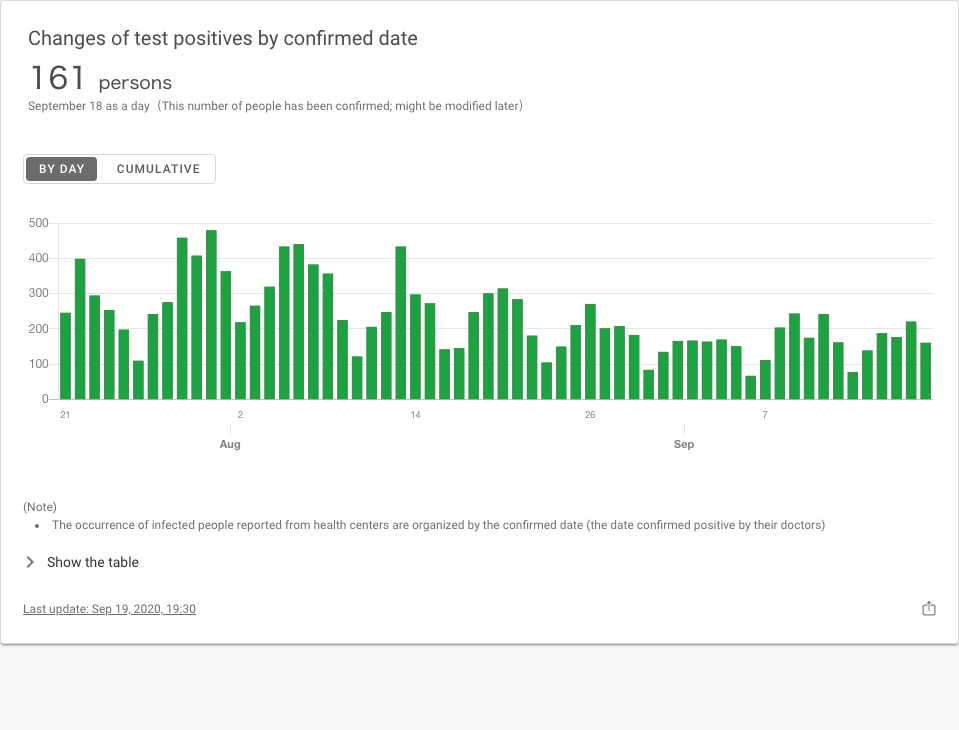 Changes of test positives by confirmed date
161 persons
September 18 as a day（This number of people has been confirmed; might be modified later）
BY DAY CUMULATIVE
500
400
300
200
100
0
21 2 14 26 7
Aug Sep
(Note)
• The occurrence of infected people reported from health centers are organized by the confirmed date (the date confirmed positive by their doctors)
Show the table
Last update: Sep 19, 2020, 19:30